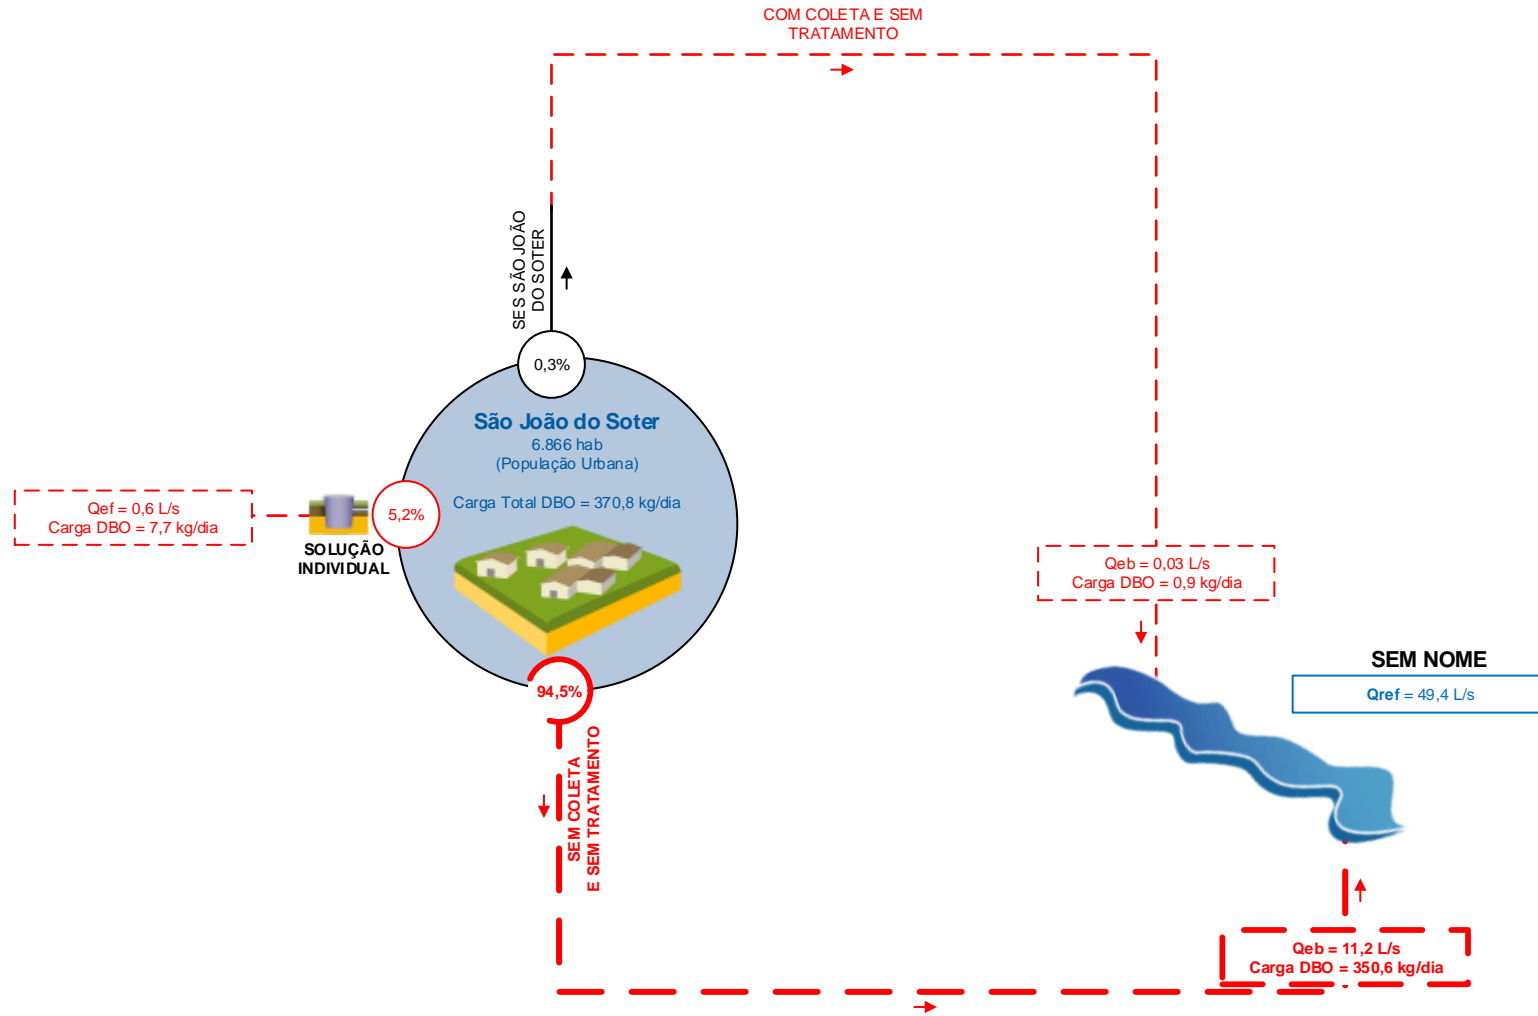 COM COLETA E SEM
TRATAMENTO
SES SÃO JOÃO
DO SOTER
0,3%
São João do Soter
6.866 hab
(População Urbana)
Carga Total DBO = 370,8 kg/dia
5,2%
Qef = 0,6 L/s
Carga DBO = 7,7 kg/dia
SOLUÇÃO
INDIVIDUAL
Qeb = 0,03 L/s
Carga DBO = 0,9 kg/dia
SEM NOME
Qref = 49,4 L/s
94,5%
SEM COLETA
E SEM TRATAMENTO
Qeb = 11,2 L/s
Carga DBO = 350,6 kg/dia